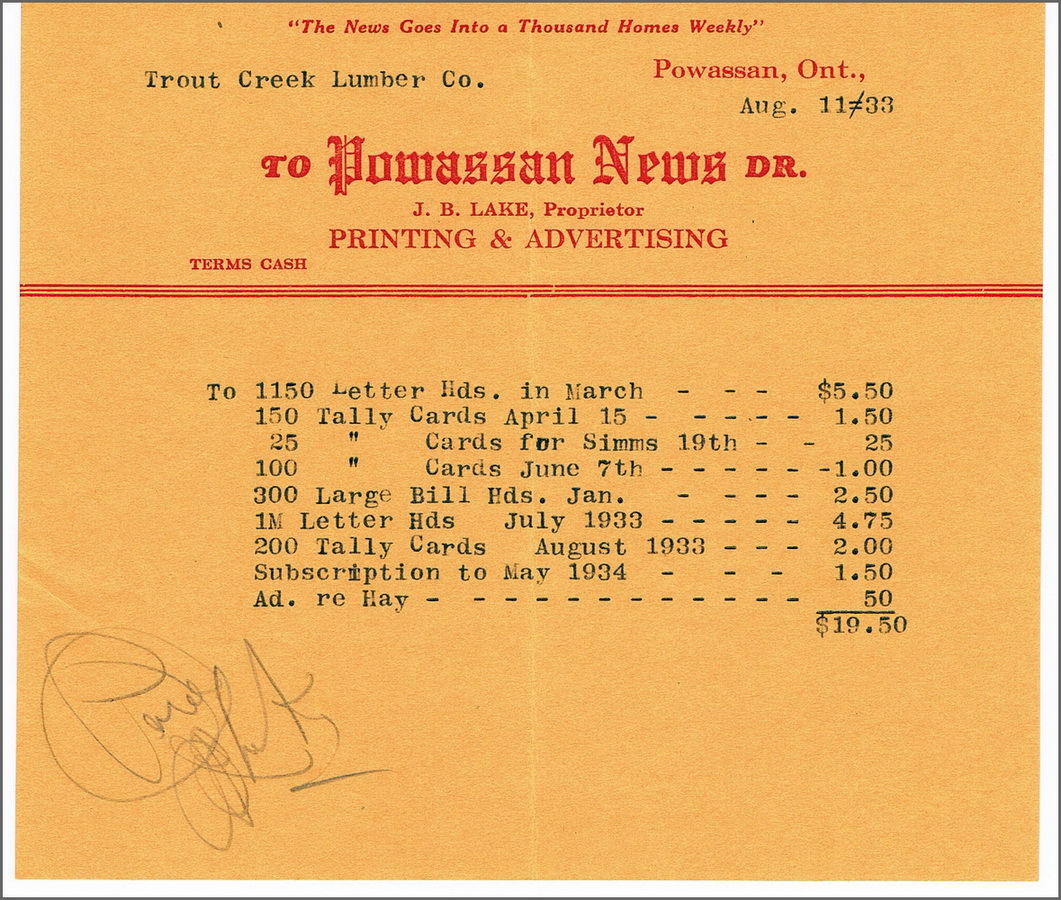 "The News Goes Into a Thousand Homes Weekly"
Trout Creek Lumber Co.
Powassan, Ont.,
Aug. 11≠33
TO Powassan News DR.
J. B. LAKE, Proprietor
PRINTING & ADVERTISING
TERMS CASH
To 1150 Letter Hds. in March - - - $5.50
150 Tally Cards April 15 - - - - - 1.50
25 " Cards for Simms 19th - - 25
100 " Cards June 7th - - - - - -1.00
300 Large Bill Hds. Jan. - - - - 2.50
1M Letter Hds July 1933 - - - - - 4.75
200 Tally Cards August 1933 - - - 2.00
Subscription to May 1934 - - - 1.50
Ad. re Hay - - - - - - - - - - - - 50
$19.50